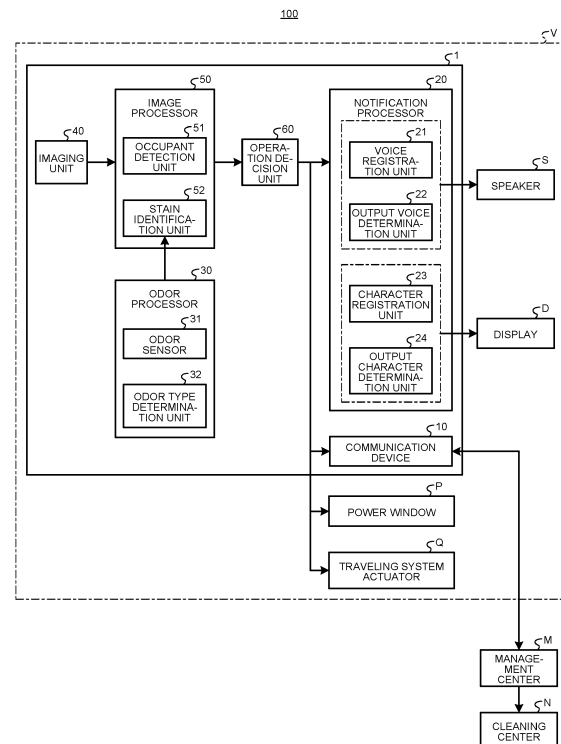 100
V
1
50
IMAGE
PROCESSOR
51
OCCUPANT
DETECTION
UNIT
52
STAIN
IDENTIFICA-
TION UNIT
40
IMAGING
UNIT
60
OPERA-
TION DE-
CISION
UNIT
20
NOTIFICATION
PROCESSOR
21
VOICE
REGISTRA-
TION UNIT
22
OUTPUT VOICE
DETERMINA-
TION UNIT
23
CHARACTER
REGISTRATION
UNIT
24
OUTPUT
CHARACTER
DETERMINA-
TION UNIT
S
SPEAKER
D
DISPLAY
30
ODOR
PROCESSOR
31
ODOR
SENSOR
32
ODOR TYPE
DETERMINA-
TION UNIT
10
COMMUNICATION
DEVICE
P
POWER WINDOW
Q
TRAVELING SYSTEM
ACTUATOR
M
MANAGE-
MENT
CENTER
N
CLEANING
CENTER